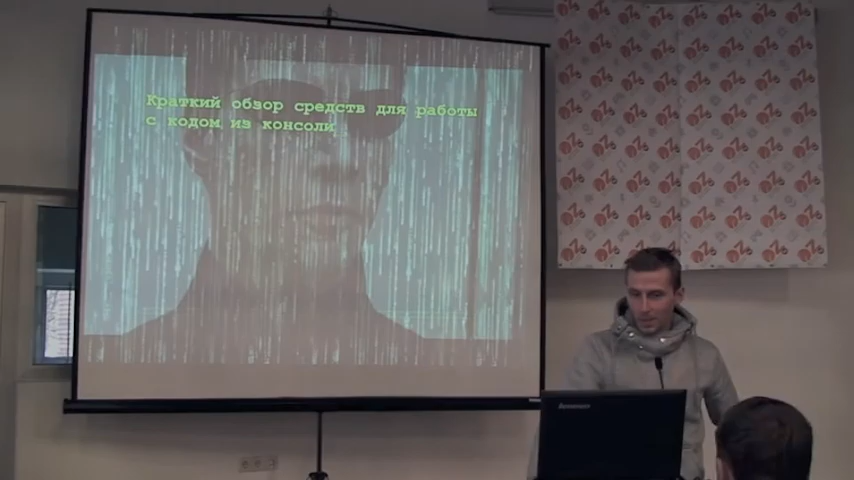 Краткий обзор средств для работы
с кодом из консоли
lenovo